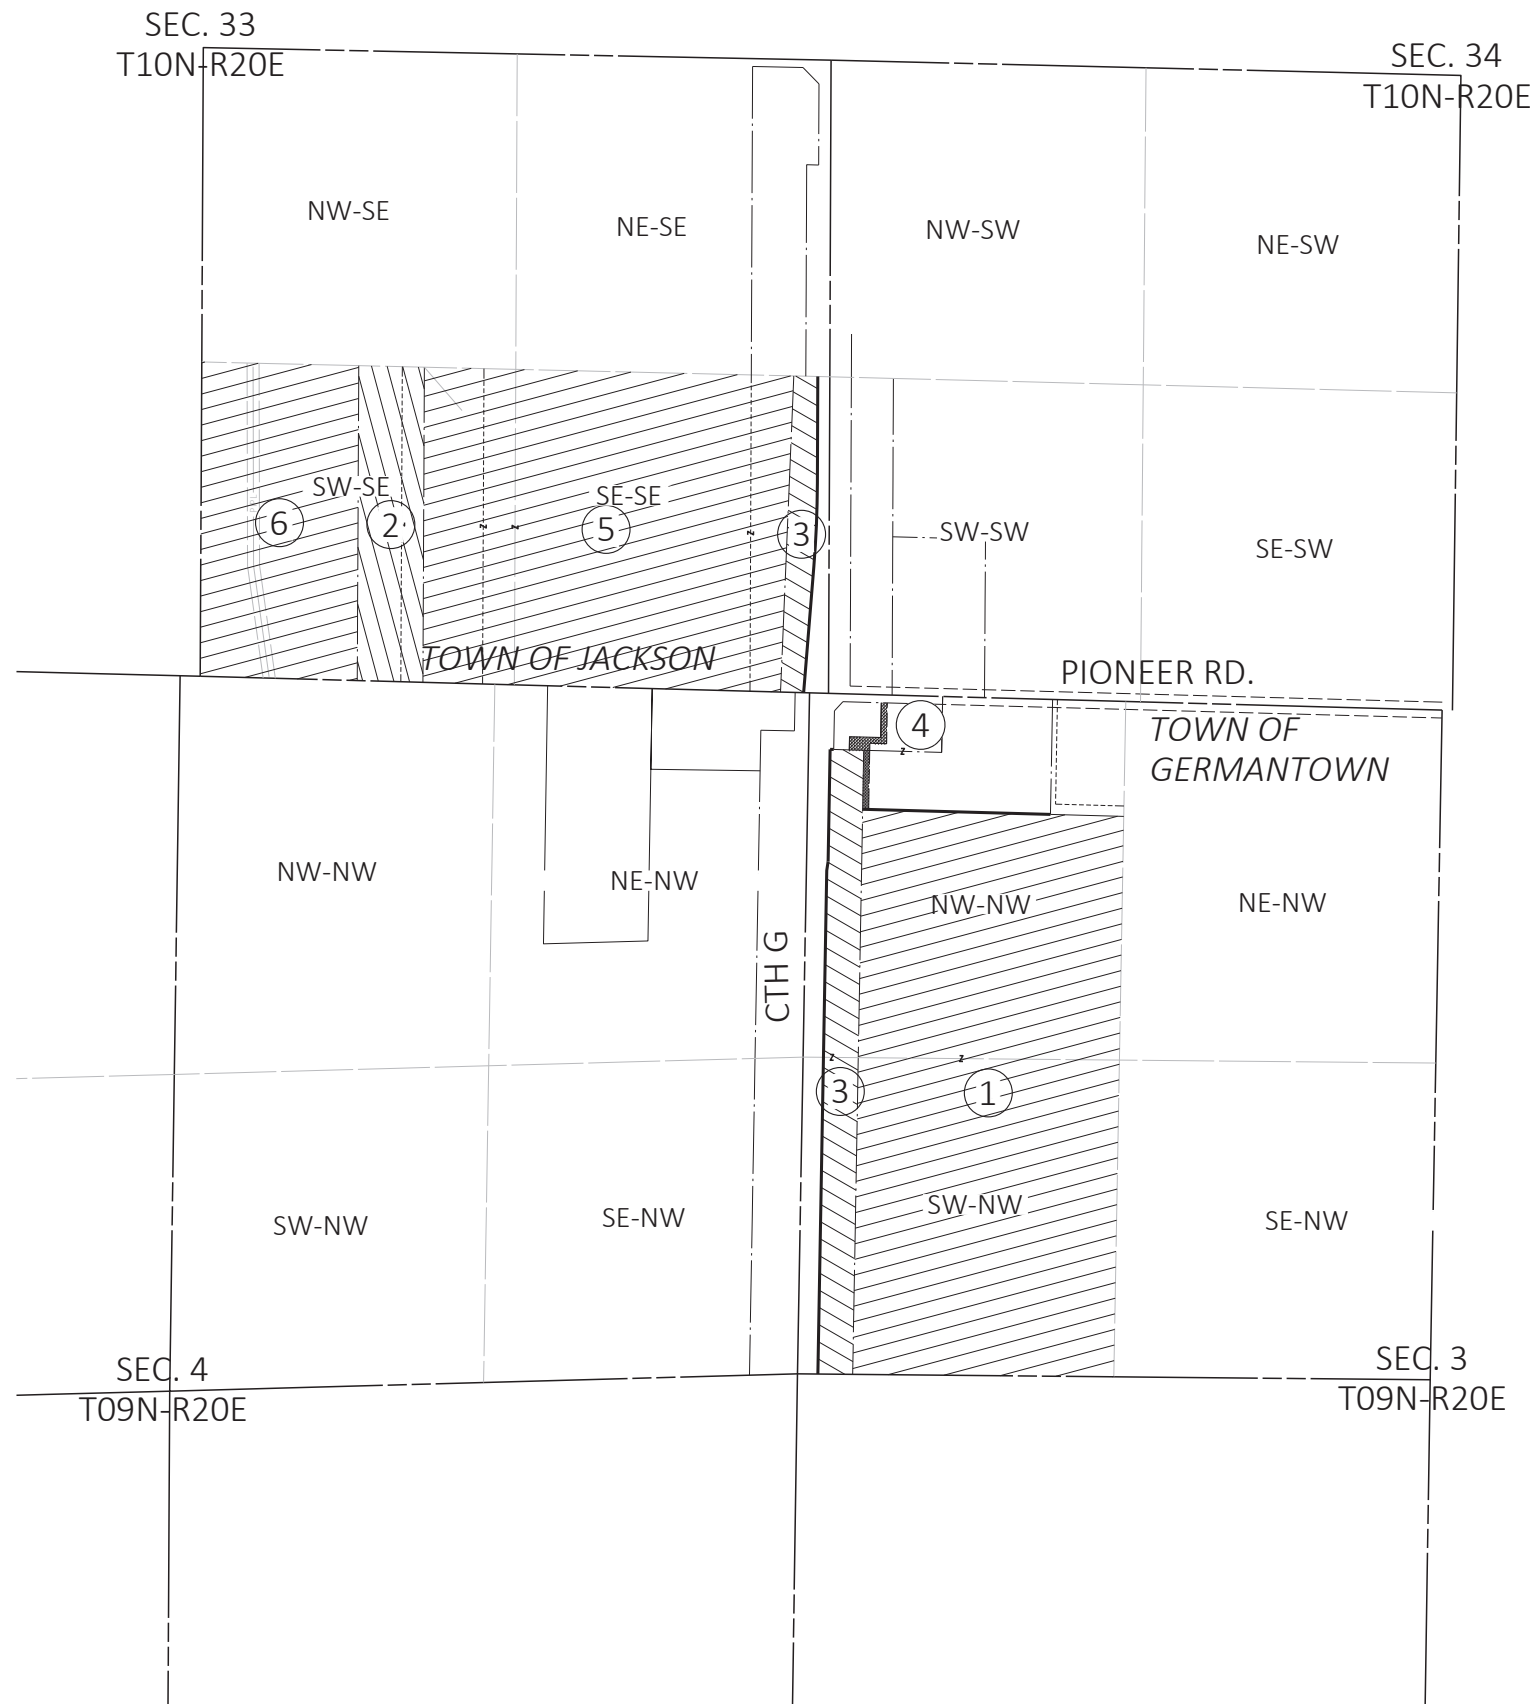 SEC. 33
T10N-R20E
SEC. 34
T10N-R20E
NW-SE
NE-SE
NW-SW
NE-SW
SW-SE
SE-SE
SW-SW
SE-SW
6
2
5
3
TOWN OF JACKSON
PIONEER RD.
4
TOWN OF
GERMANTOWN
NW-NW
NE-NW
NW-NW
NE-NW
CTH G
3
1
SW-NW
SE-NW
SW-NW
SE-NW
SEC. 4
T09N-R20E
SEC. 3
T09N-R20E